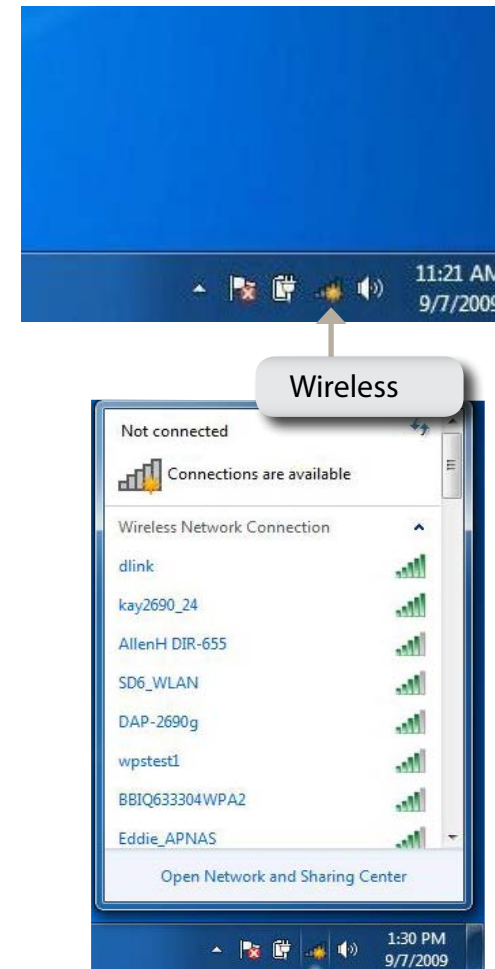 11:21 AM
9/7/2009
Wireless
Not connected
Connections are available
Wireless Network Connection
dlink
kay2690_24
AllenH DIR-655
SD6_WLAN
DAP-2690g
wpstest1
BBIQ633304WPA2
Eddie_APNAS
Open Network and Sharing Center
1:30 PM
9/7/2009